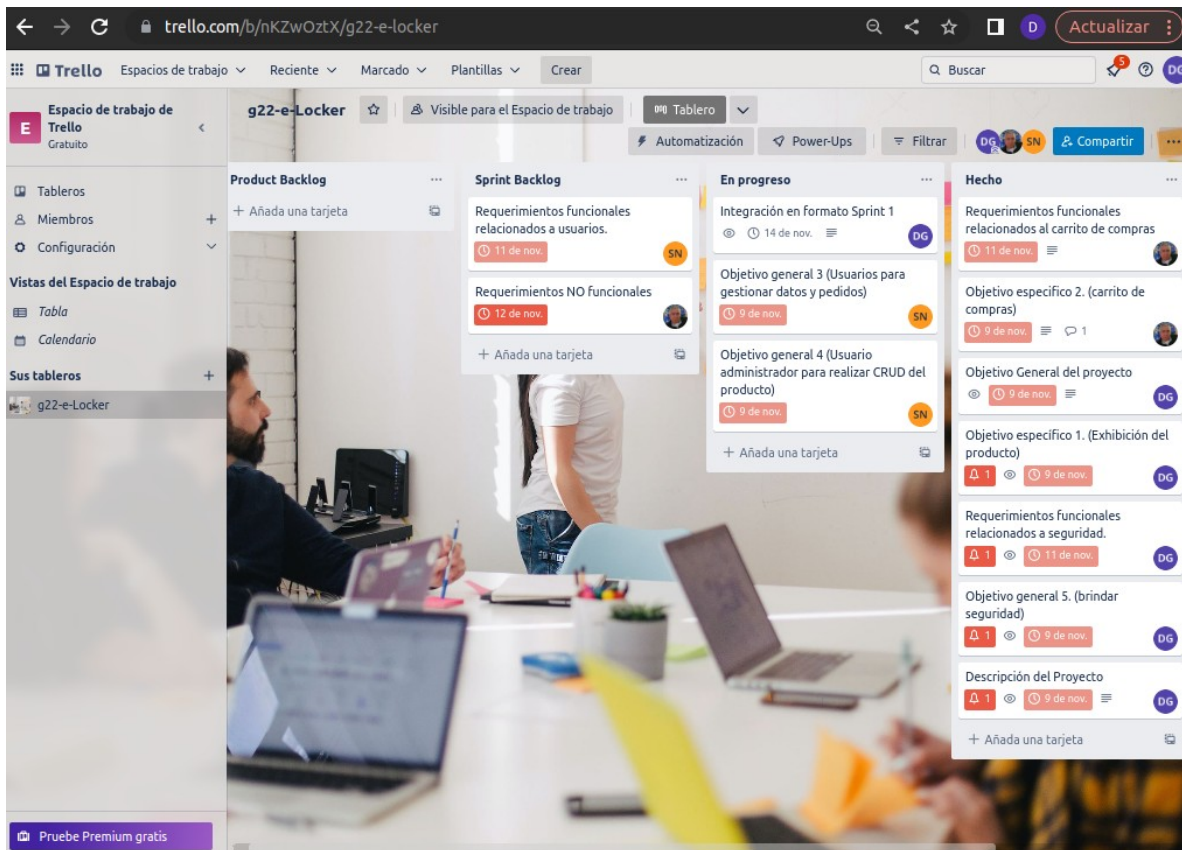 trello.com/b/nKZwOztX/g22-e-locker
D
Actualizar
Trello
Espacios de trabajo
Reciente
Marcado
Plantillas
Crear
Buscar
5
DG
E
Espacio de trabajo de
Trello
Gratuito
g22-e-Locker
Visible para el Espacio de trabajo
Tablero
Automatización
Power-Ups
Filtrar
DG
SN
Compartir
Tableros
Miembros
Configuración
Vistas del Espacio de trabajo
Tabla
Calendario
Sus tableros
g22-e-Locker
Pruebe Premium gratis
Product Backlog
+ Añada una tarjeta
Sprint Backlog
Requerimientos funcionales
relacionados a usuarios.
11 de nov.
SN
Requerimientos NO funcionales
12 de nov.
+ Añada una tarjeta
En progreso
Integración en formato Sprint 1
14 de nov.
DG
Objetivo general 3 (Usuarios para
gestionar datos y pedidos)
9 de nov.
SN
Objetivo general 4 (Usuario
administrador para realizar CRUD del
producto)
9 de nov.
SN
+ Añada una tarjeta
Hecho
Requerimientos funcionales
relacionados al carrito de compras
11 de nov.
Objetivo especifico 2. (carrito de
compras)
9 de nov.
1
Objetivo General del proyecto
9 de nov.
DG
Objetivo específico 1. (Exhibición del
producto)
1
9 de nov.
DG
Requerimientos funcionales
relacionados a seguridad.
1
11 de nov.
DG
Objetivo general 5. (brindar
seguridad)
1
9 de nov.
DG
Descripción del Proyecto
1
9 de nov.
DG
+ Añada una tarjeta